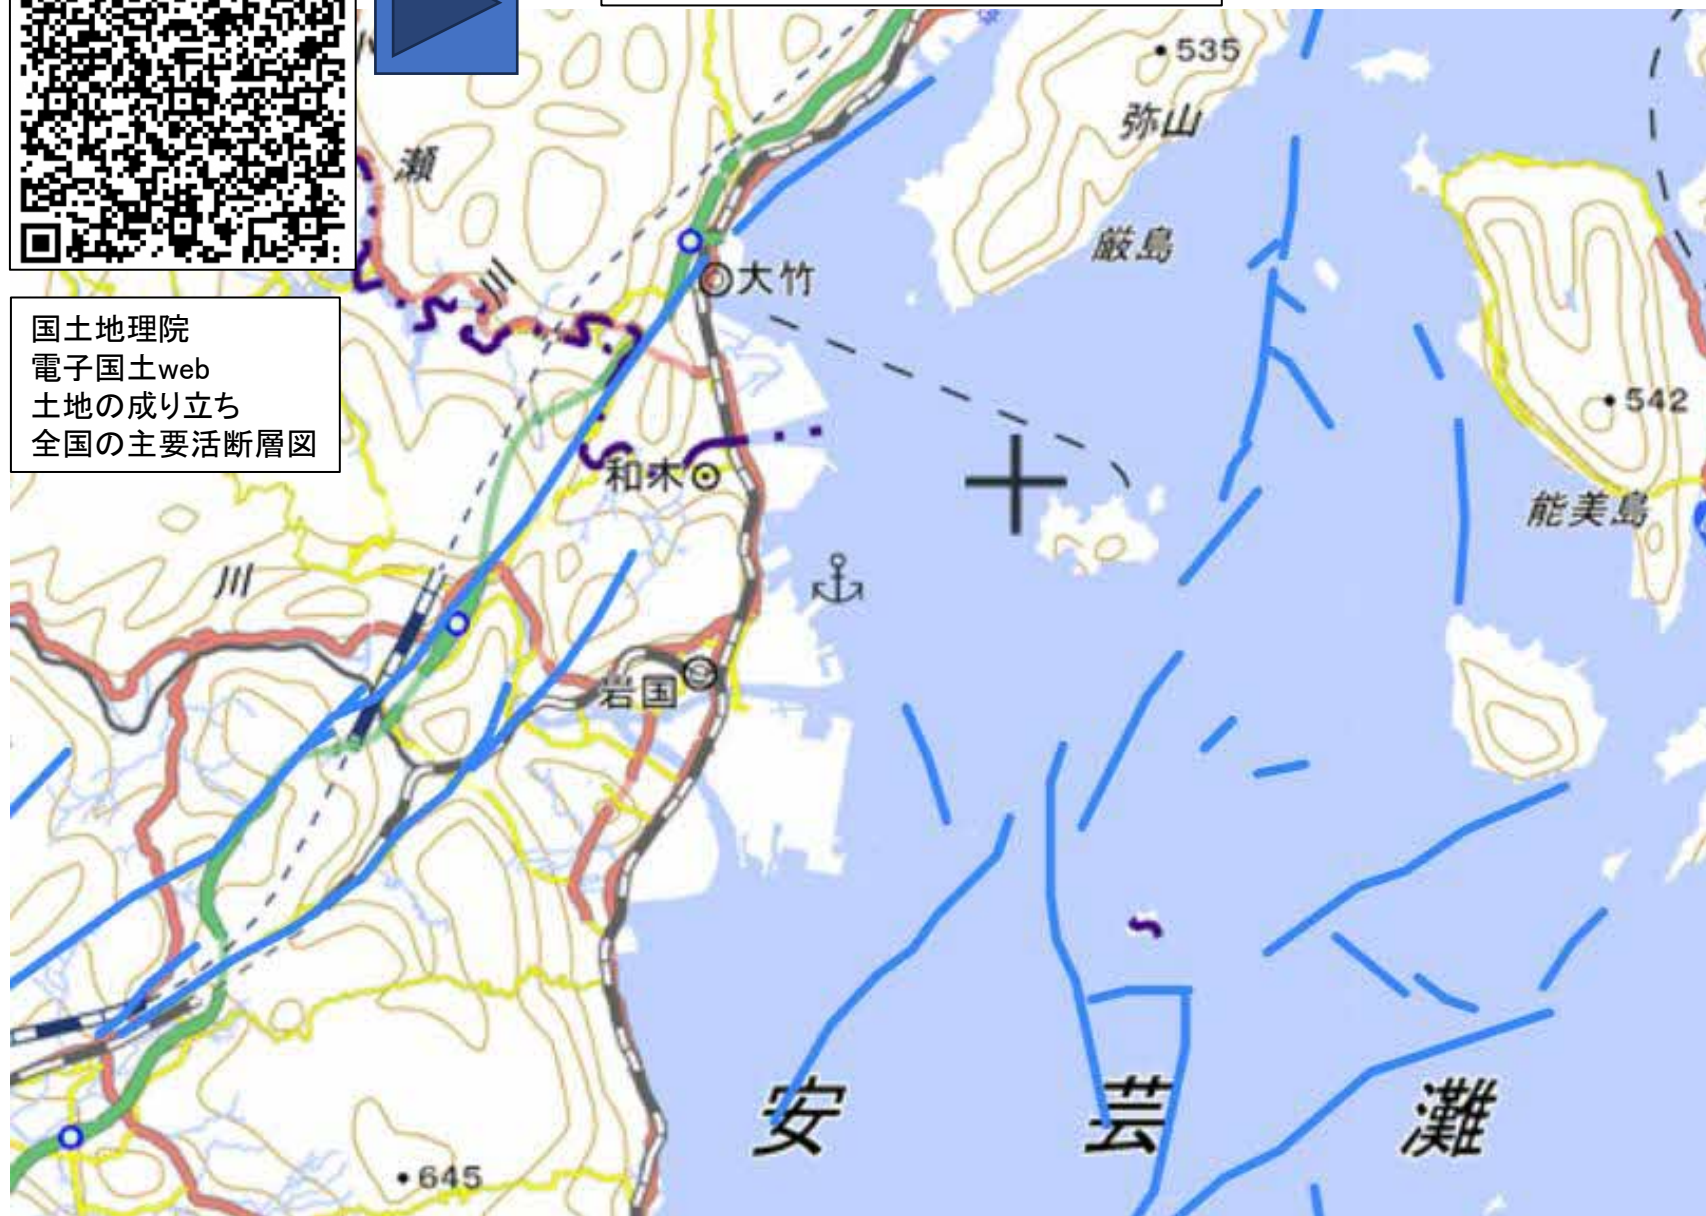 535
弥山
瀬
厳島
大竹
川
国土地理院
電子国土web
土地の成り立ち
全国の主要活断層図
542
和木
能美島
川
岩国
安芸灘
645